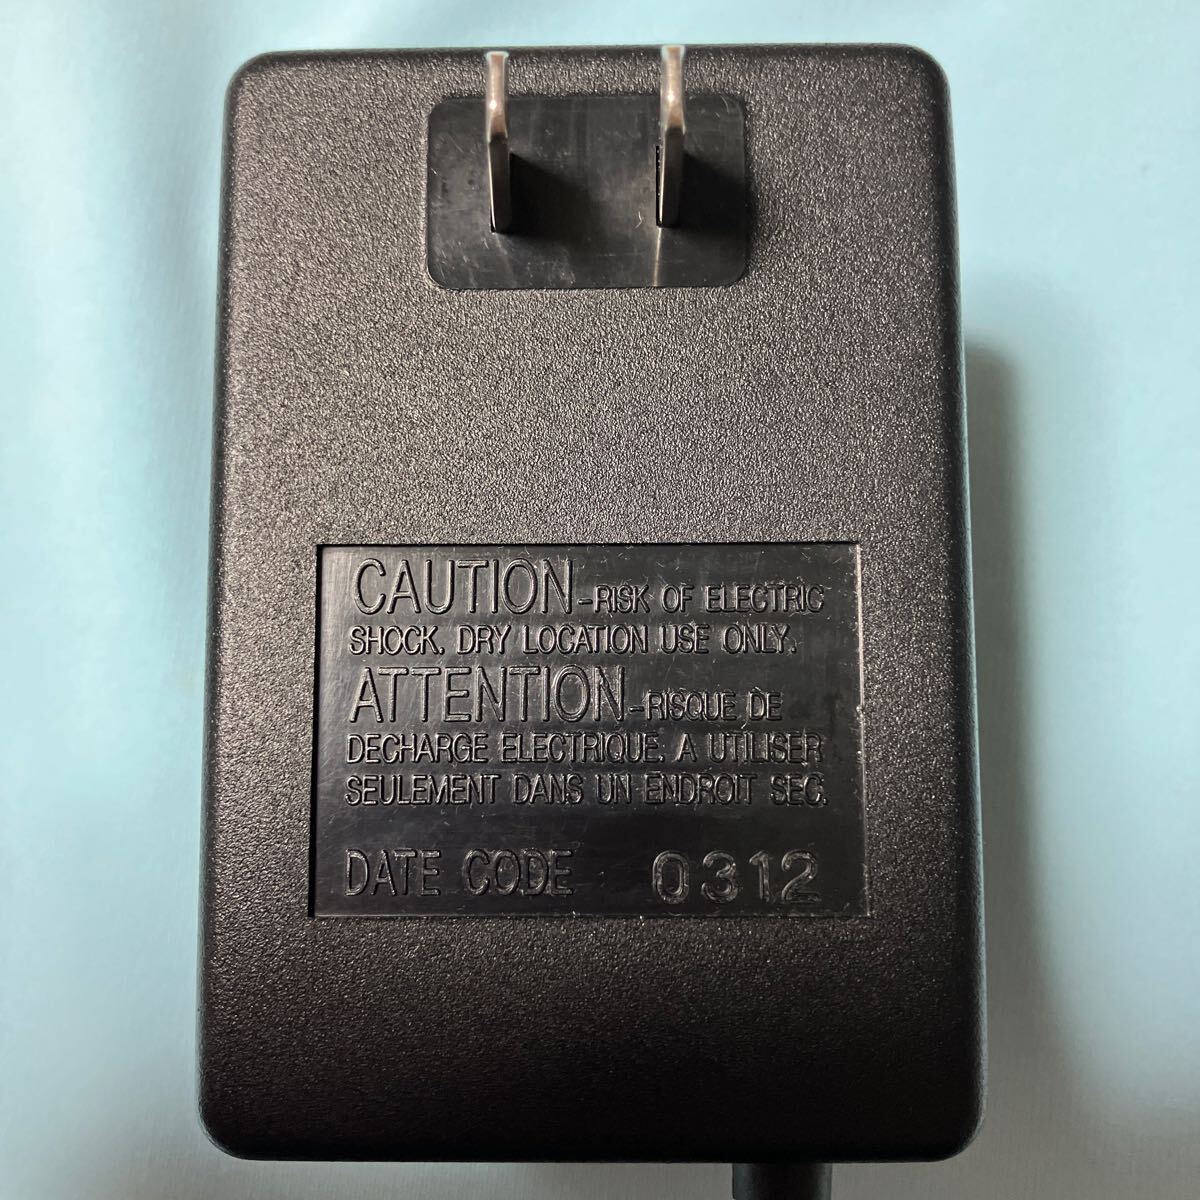 CAUTION-RISK OF ELECTRIC
SHOCK. DRY LOCATION USE ONLY.
ATTENTION-RISQUE DE
DECHARGE ELECTRIQUE. A UTILISER
SEULEMENT DANS UN ENDROIT SEC.
DATE CODE 0312